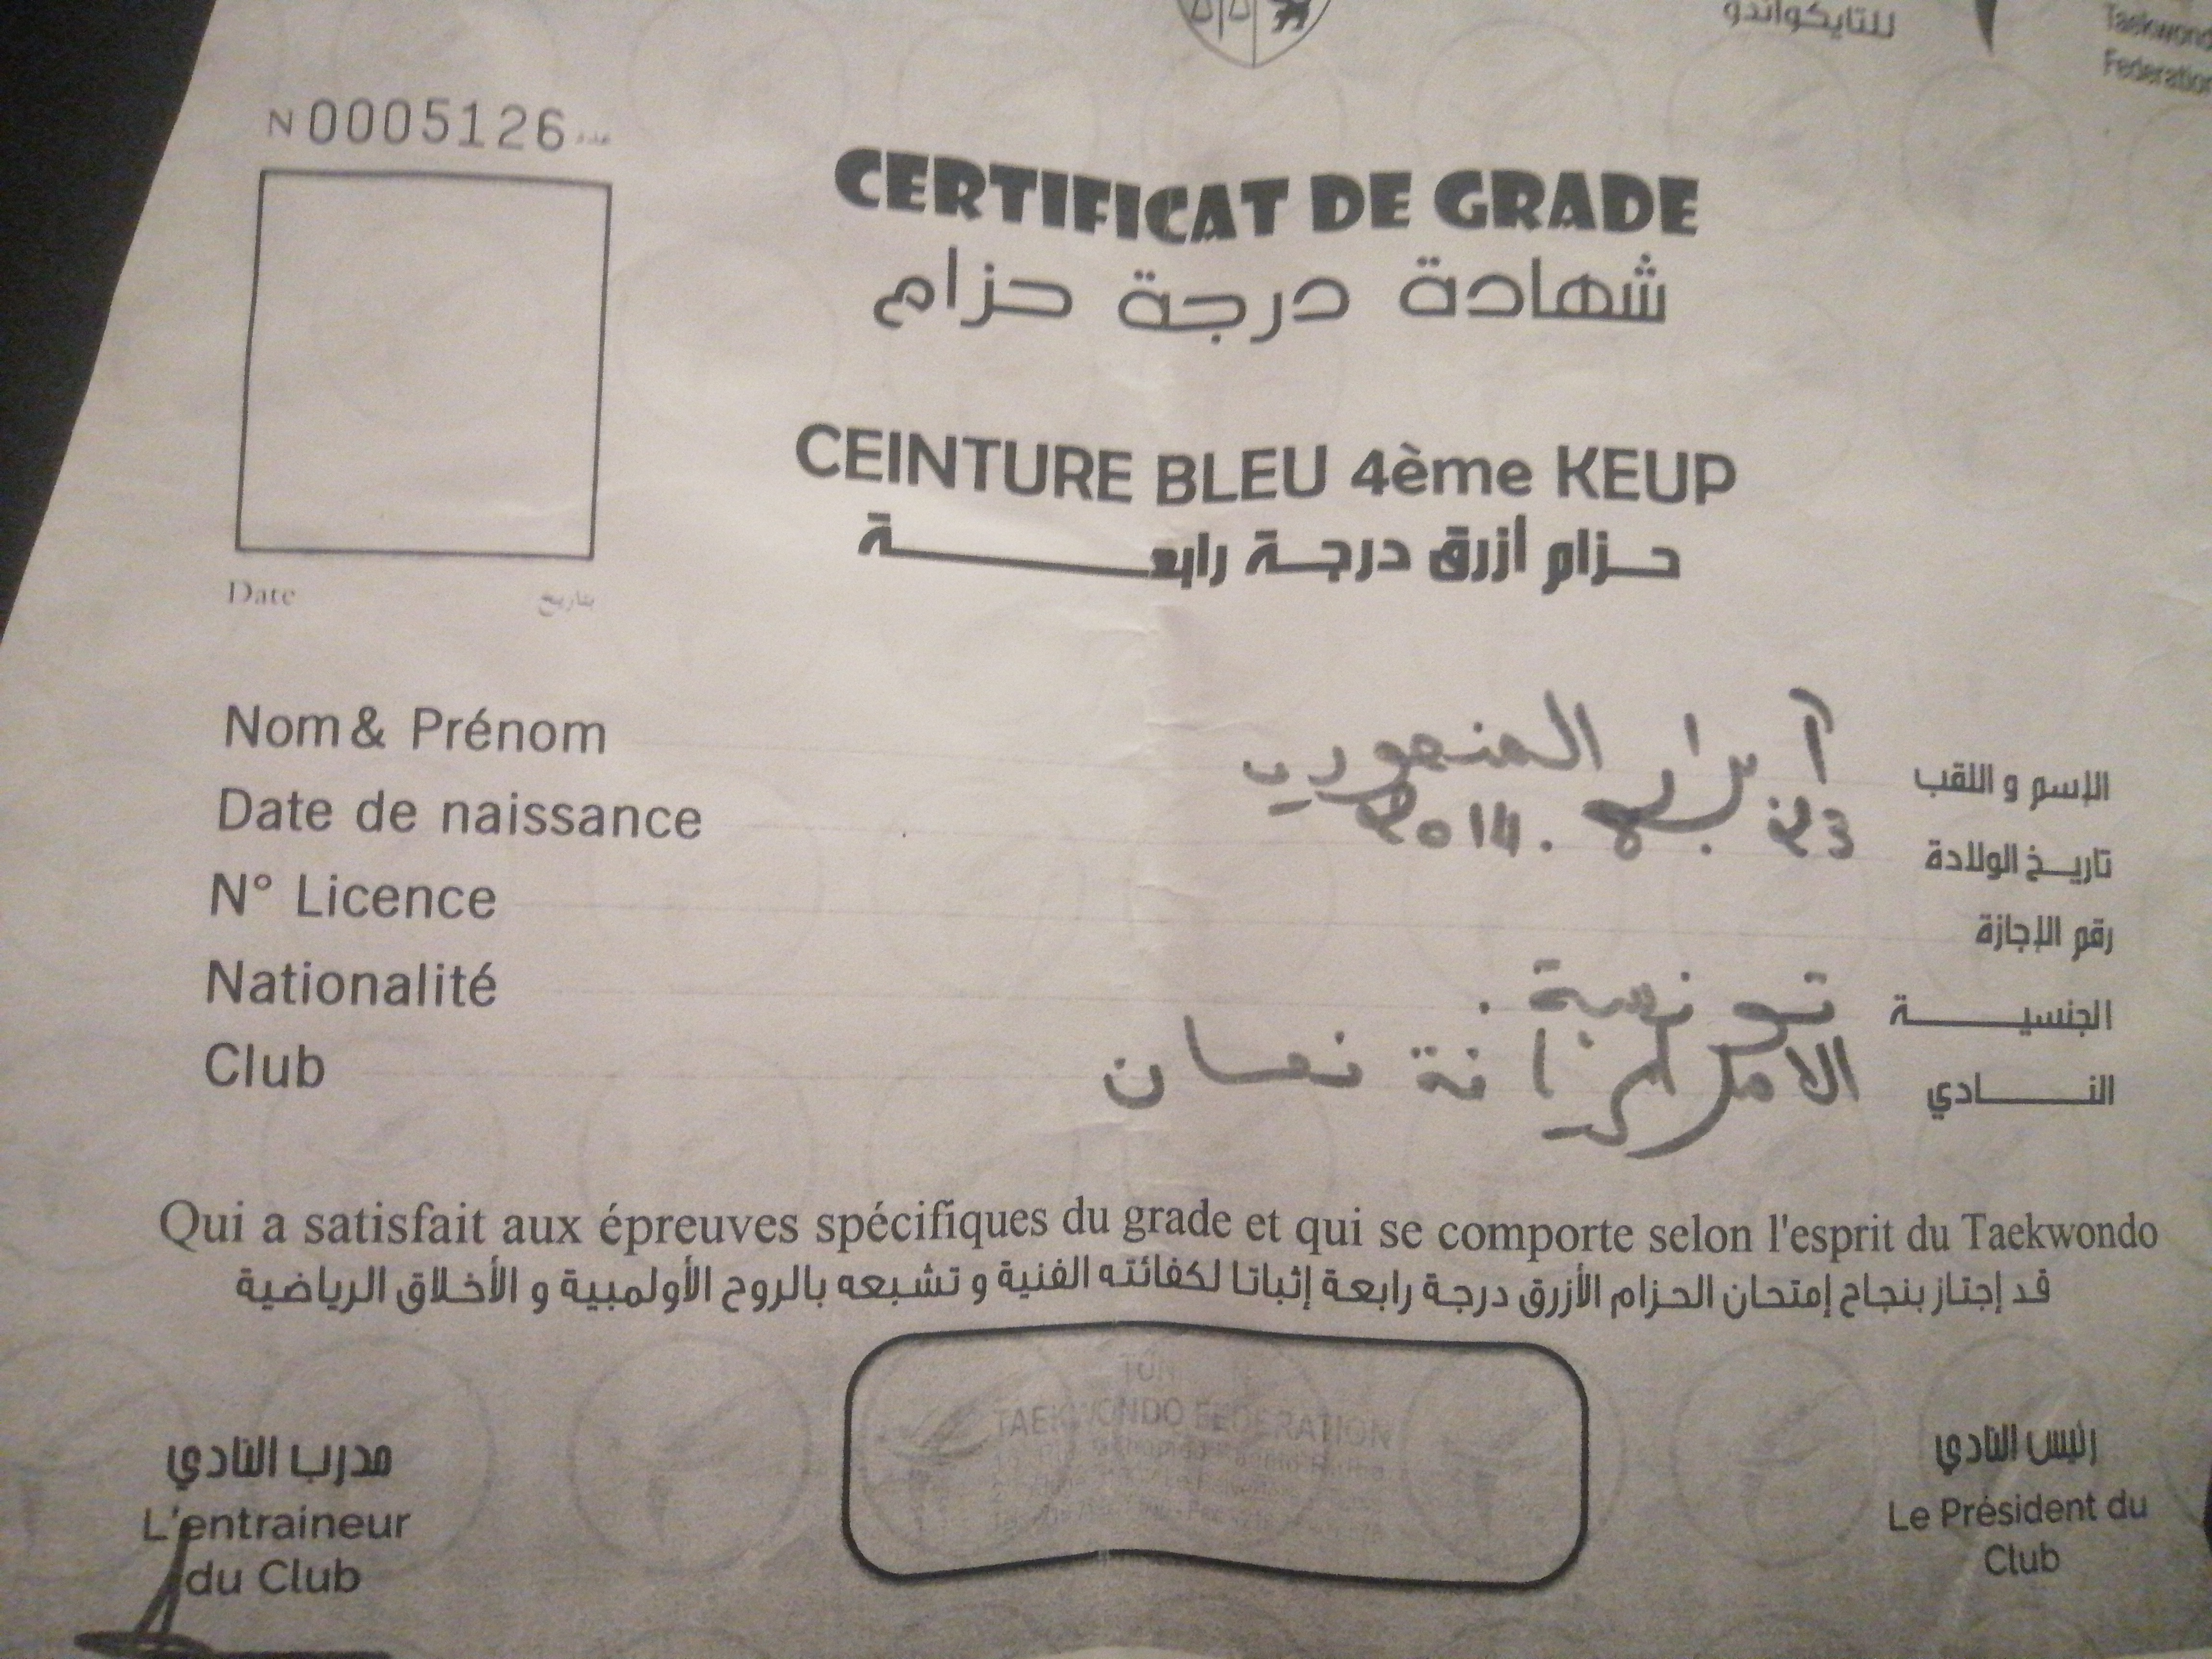 للتايكواندو
Taekwondo
Federation
N 0005126 عدد
CERTIFICAT DE GRADE
شهادة درجة حزام
CEINTURE BLEU 4ème KEUP
حزام أزرق درجة رابعة
Date بتاريخ
Nom & Prénom أبرار المنصوري الإسم و اللقب
Date de naissance 23. 8. 2014 تاريخ الولادة
N° Licence رقم الإجازة
Nationalité تونسية. الجنسية
Club نعسان النادي
Qui a satisfait aux épreuves spécifiques du grade et qui se comporte selon l'esprit du Taekwondo
قد إجتاز بنجاح إمتحان الحزام الأزرق درجة رابعة إثباتا لكفائته الفنية و تشبعه بالروح الأولمبية و الأخلاق الرياضية
TUN
TAEKWONDO FEDERATION
مدرب النادي
L'entraineur
du Club
رئيس النادي
Le Président du
Club